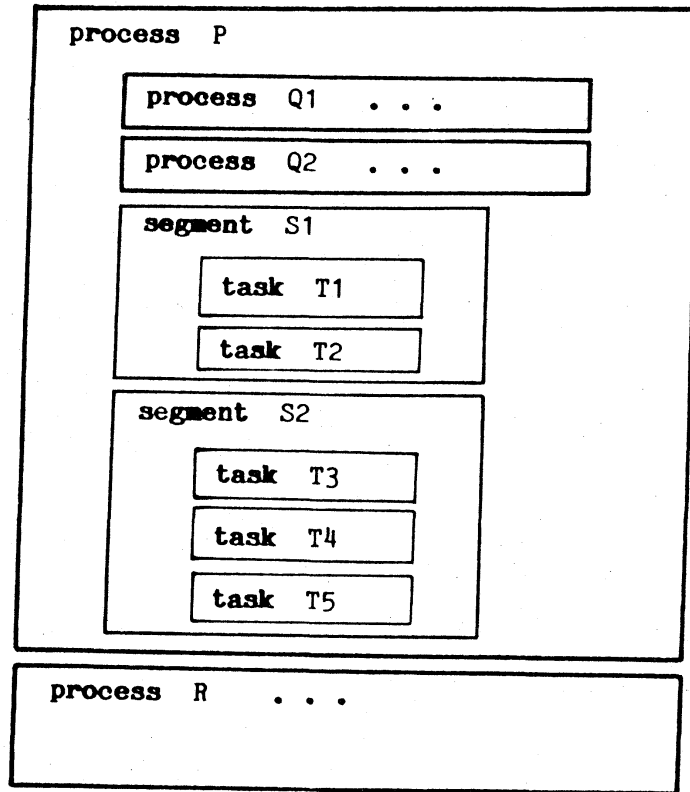 process P
process Q1 . . .
process Q2 . . .
segment S1
task T1
task T2
segment S2
task T3
task T4
task T5
process R . . .